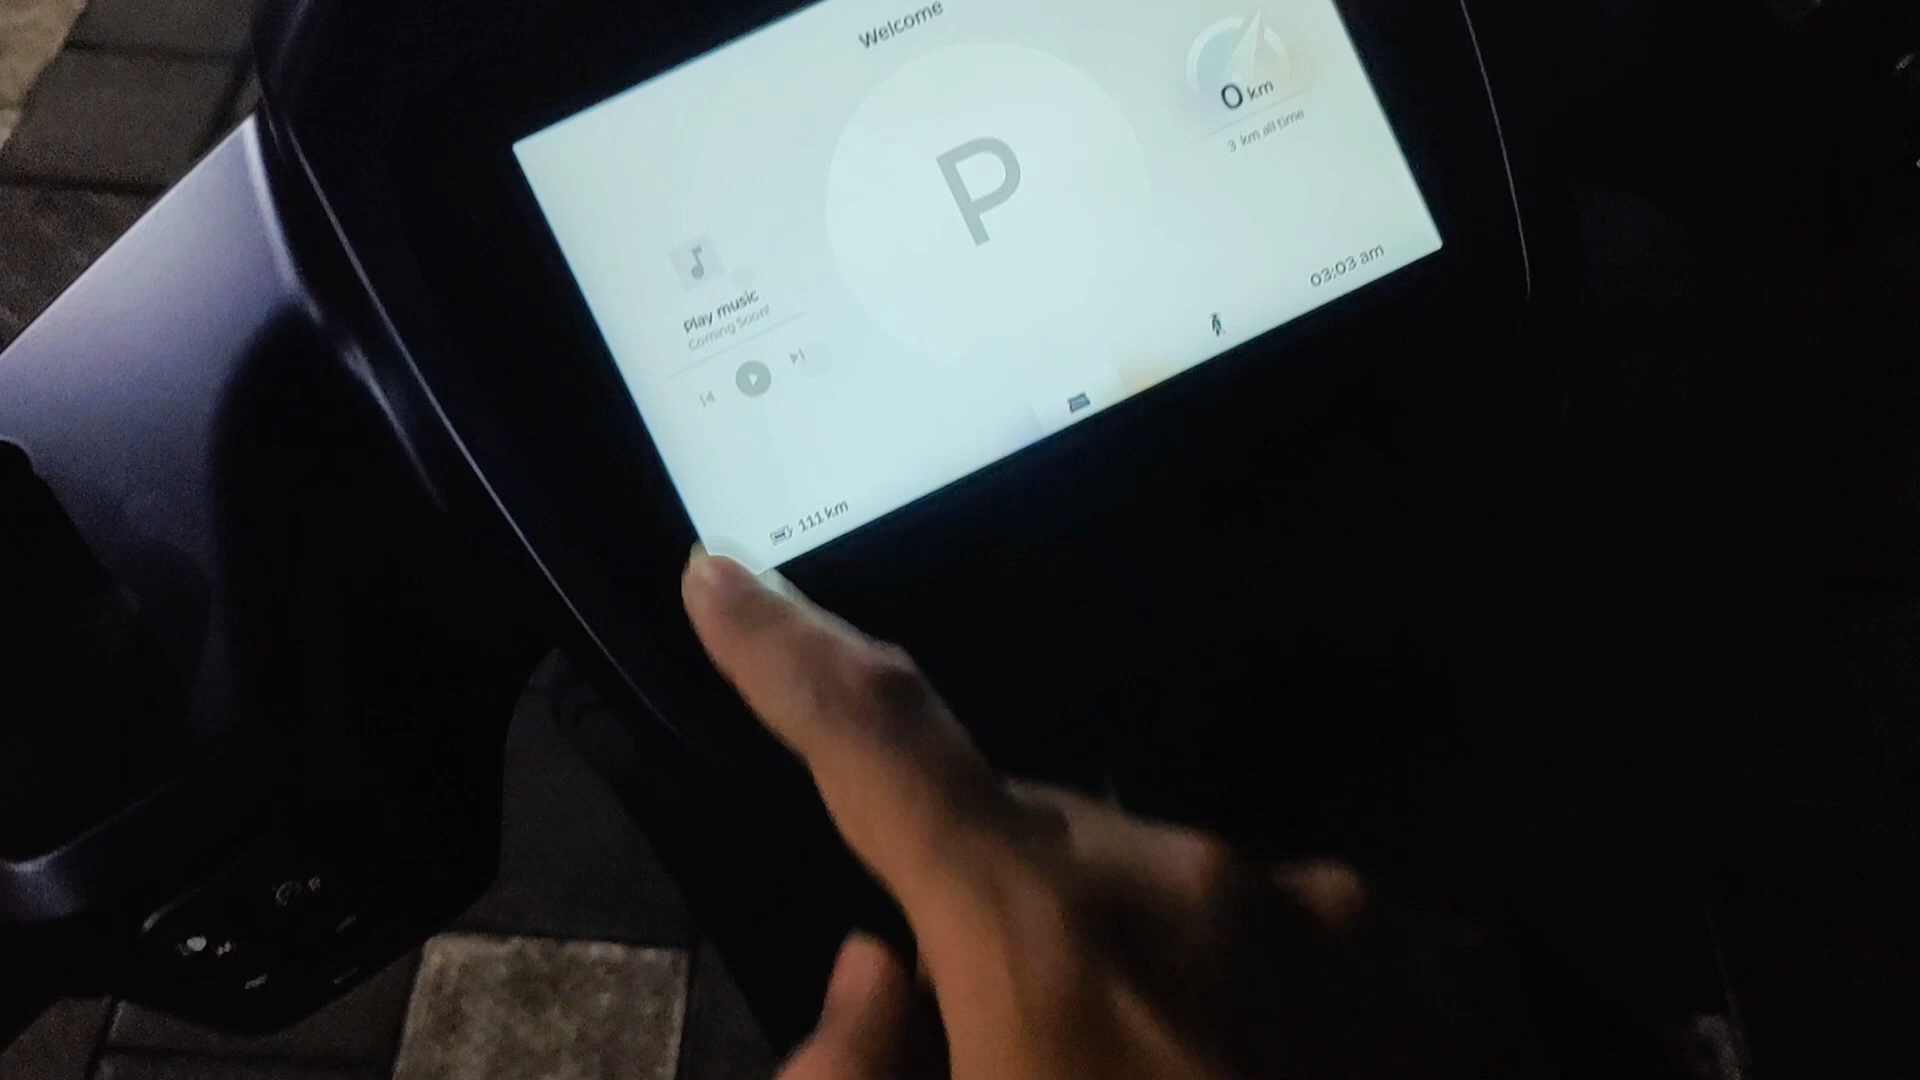 Welcome
P
0 km
3 km all time
play music
Coming Soon!
03:03 am
111 km